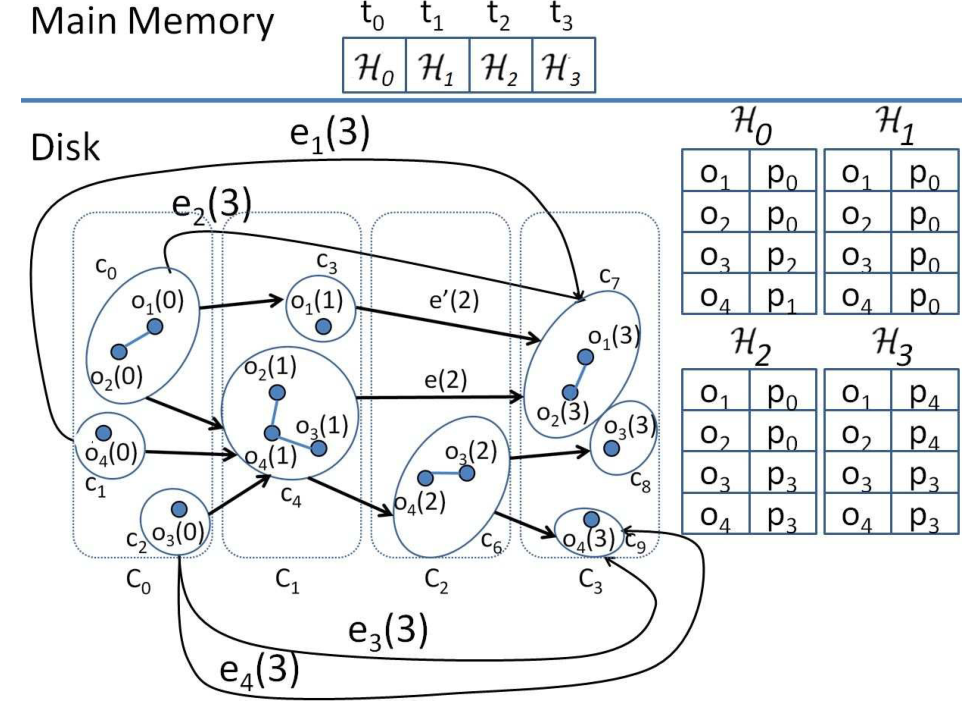 Main Memory
t0 t1 t2 t3
H0 H1 H2 H3
Disk
e1(3)
e2(3)
H0 H1
o1 p0 o1 p0
o2 p0 o2 p0
o3 p2 o3 p0
o4 p1 o4 p0
H2 H3
o1 p0 o1 p4
o2 p0 o2 p4
o3 p3 o3 p3
o4 p3 o4 p3
c0
o1(0)
o2(0)
o4(0)
c1
c2 o3(0)
C0
c3
o1(1)
o2(1)
o3(1)
o4(1)
c4
C1
e'(2)
e(2)
o3(2)
o4(2)
c6
C2
c7
o1(3)
o2(3)
o3(3)
c8
o4(3) c9
C3
e3(3)
e4(3)